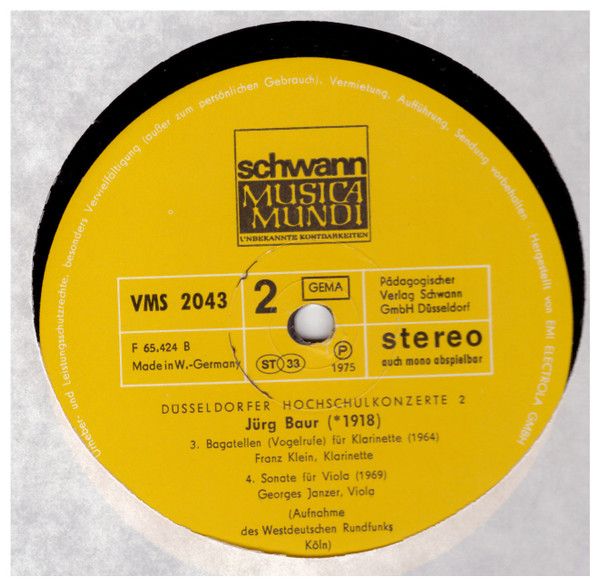 Urheber- und Leistungsschutzrechte, besonders Vervielfältigung (außer zum persönlichen Gebrauch), Vermietung, Aufführung, Sendung vorbehalten · Hergestellt von EMI ELECTROLA GMBH
schwann
MUSICA
MUNDI
UNBEKANNTE KOSTBARKEITEN
VMS 2043
2
GEMA
Pädagogischer
Verlag Schwann
GmbH Düsseldorf
F 65.424 B
Made in W.-Germany
ST 33
P
1975
stereo
auch mono abspielbar
DÜSSELDORFER HOCHSCHULKONZERTE 2
Jürg Baur (*1918)
3. Bagatellen (Vogelrufe) für Klarinette (1964)
Franz Klein, Klarinette
4. Sonate für Viola (1969)
Georges Janzer, Viola
(Aufnahme
des Westdeutschen Rundfunks
Köln)